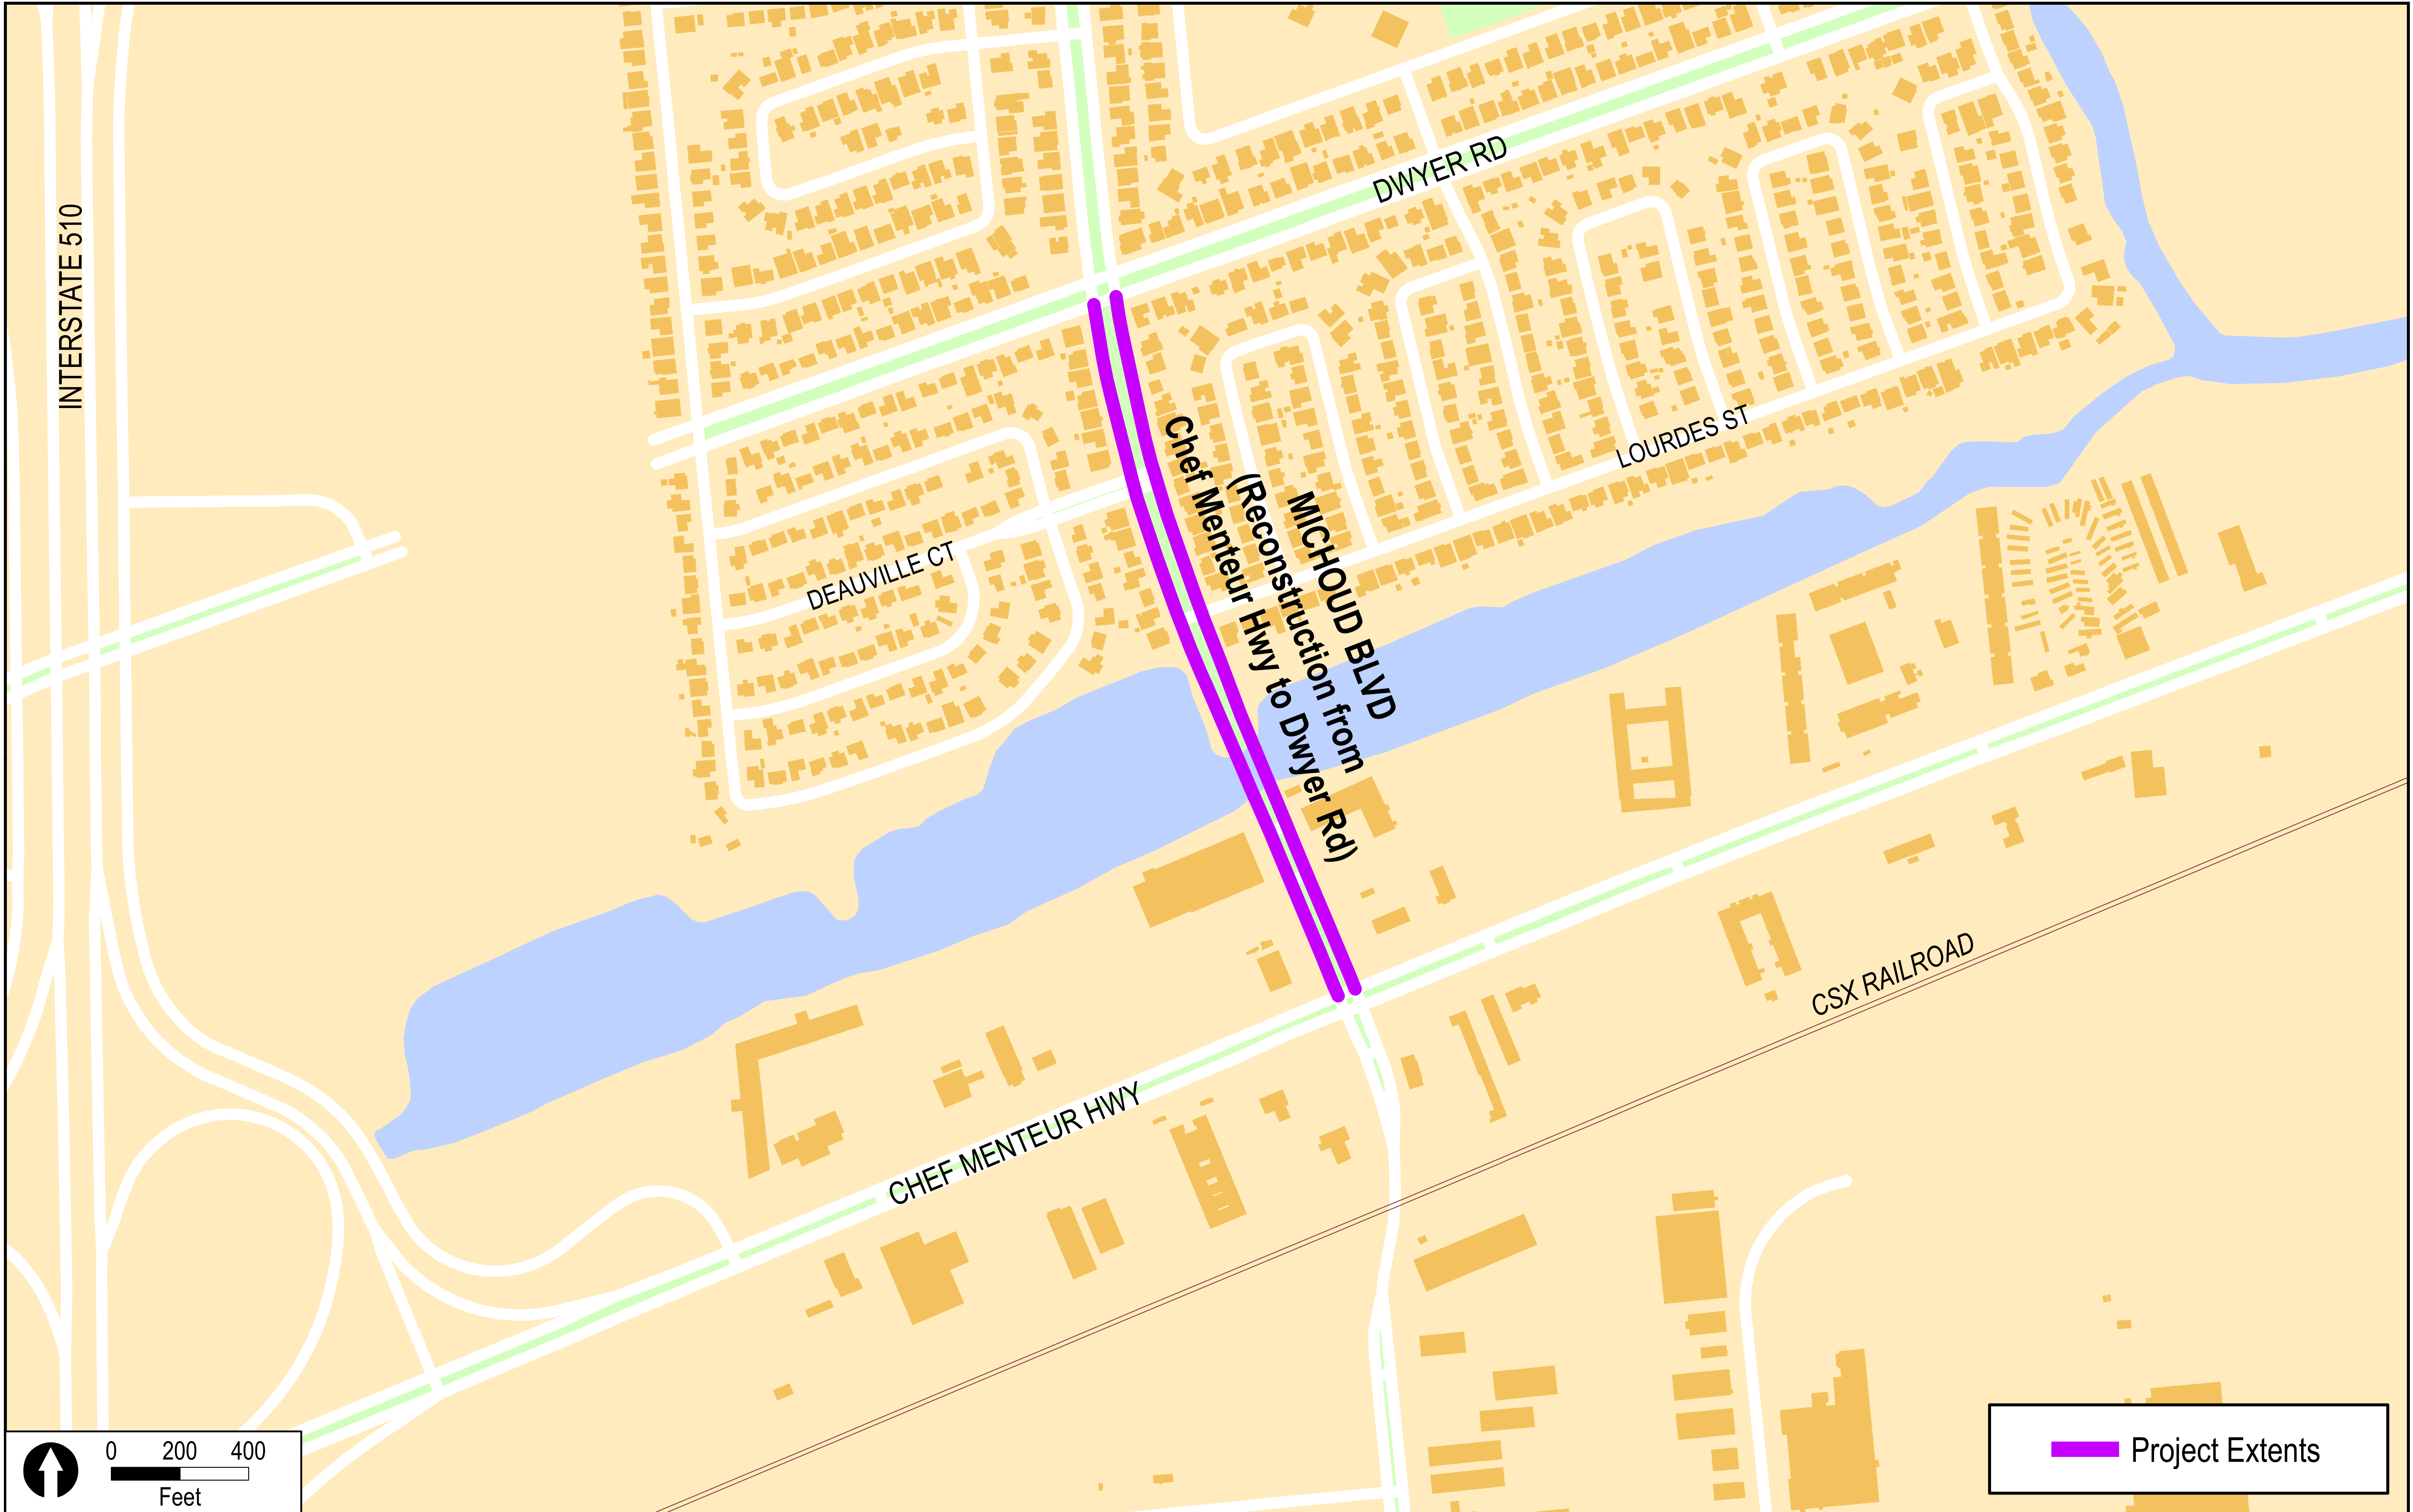 INTERSTATE 510
DWYER RD
LOURDES ST
DEAUVILLE CT
MICHOUD BLVD
(Reconstruction from
Chef Menteur Hwy to Dwyer Rd)
CSX RAILROAD
CHEF MENTEUR HWY
0 200 400
Feet
Project Extents